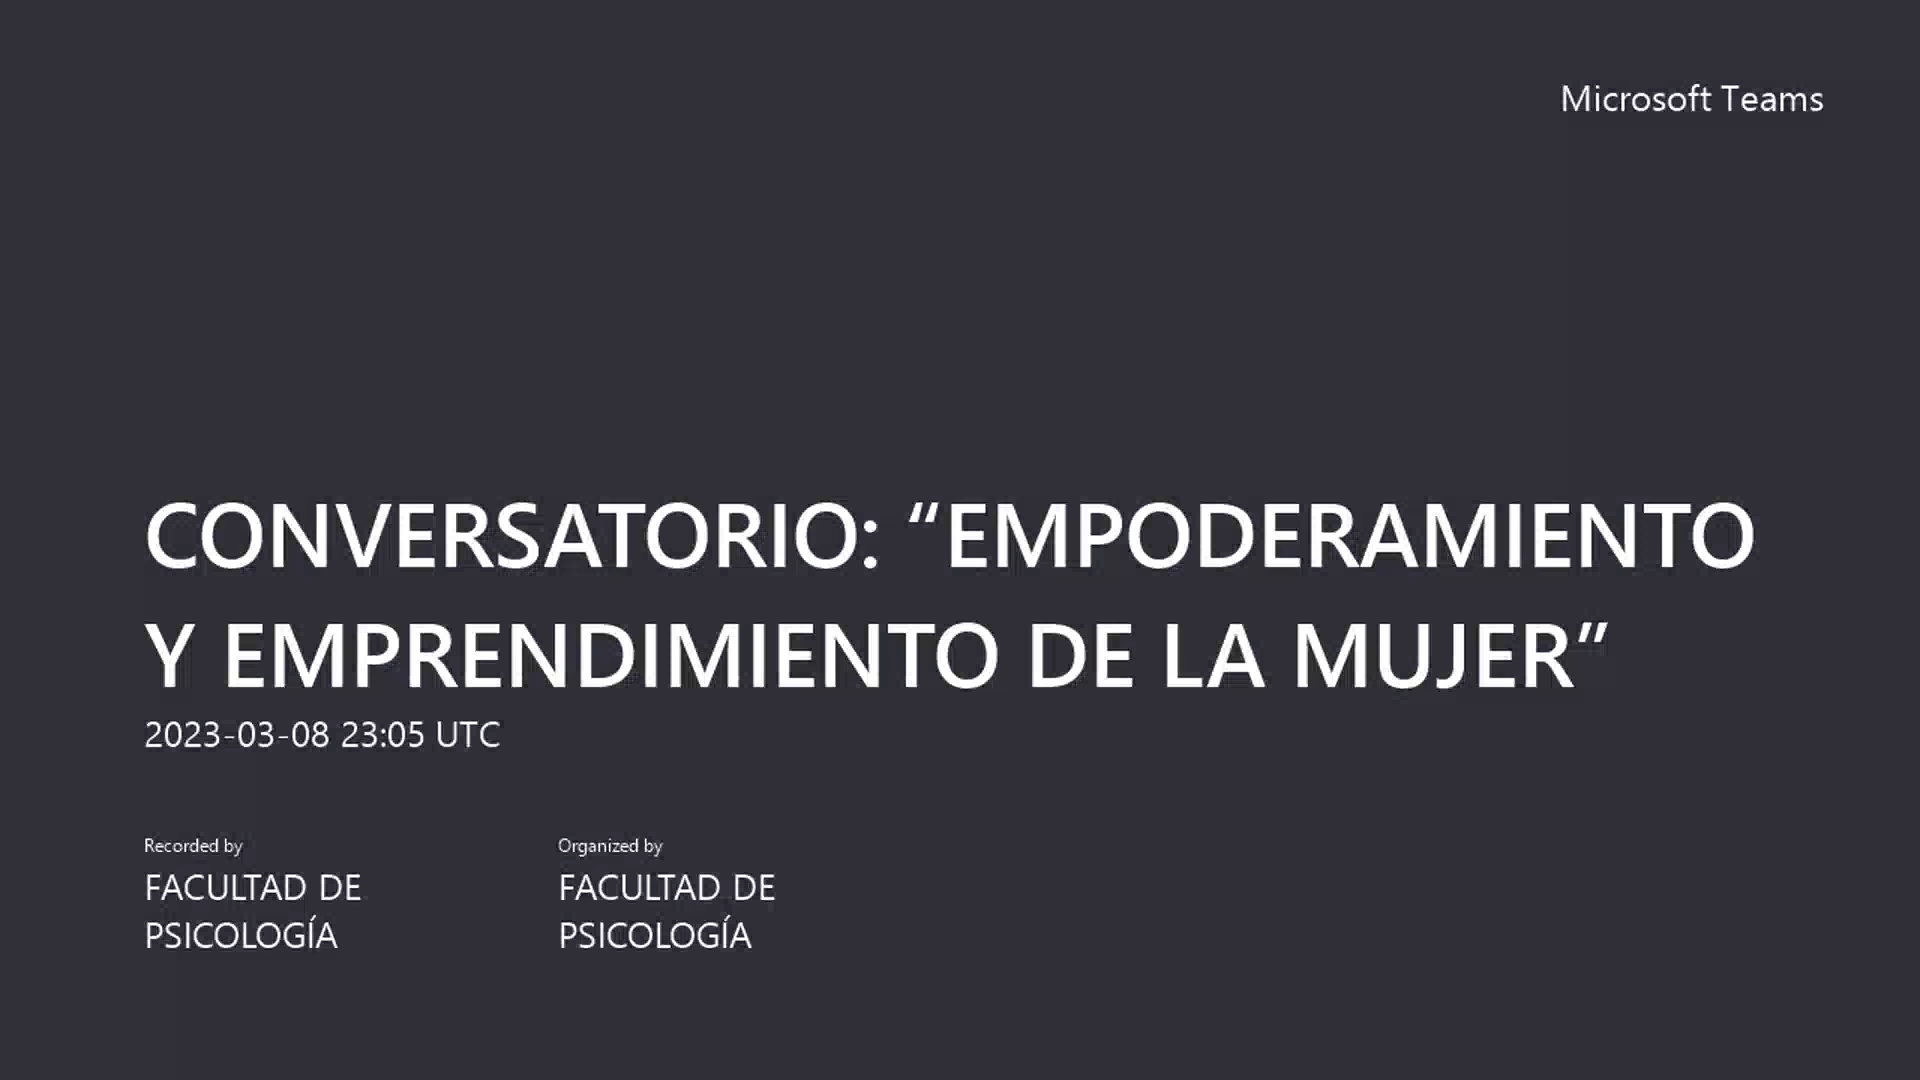 Microsoft Teams
CONVERSATORIO: “EMPODERAMIENTO
Y EMPRENDIMIENTO DE LA MUJER”
2023-03-08 23:05 UTC
Recorded by
FACULTAD DE
PSICOLOGÍA
Organized by
FACULTAD DE
PSICOLOGÍA